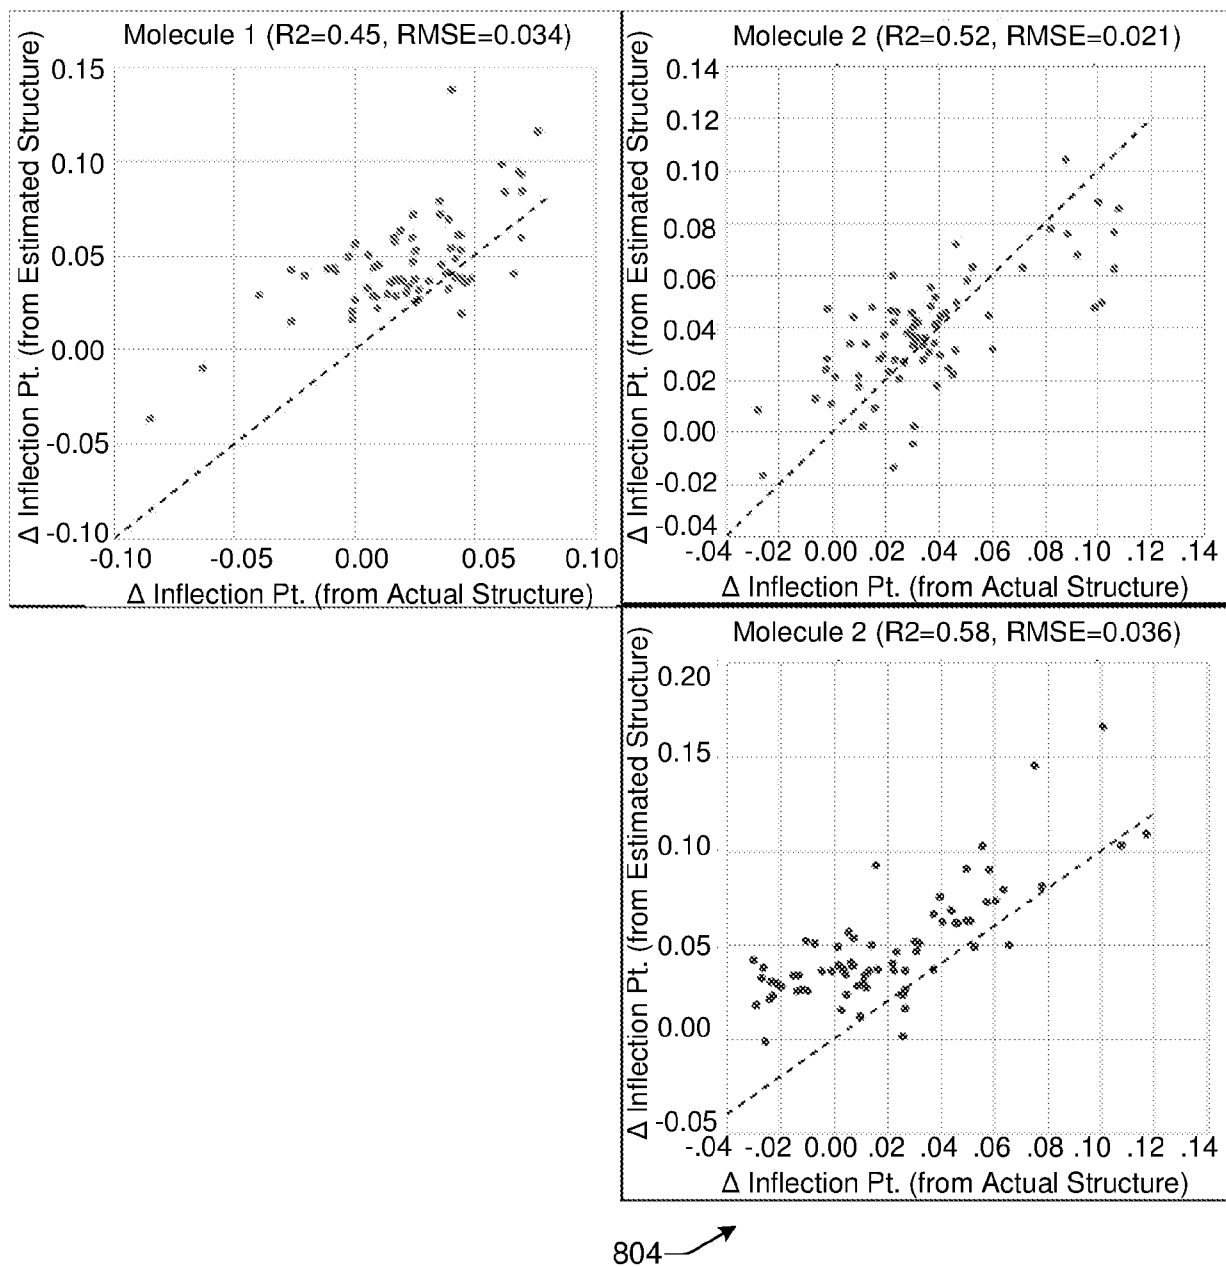 Molecule 1 (R2=0.45, RMSE=0.034)
Δ Inflection Pt. (from Estimated Structure)
0.15
0.10
0.05
0.00
-0.05
-0.10
-0.10 -0.05 0.00 0.05 0.10
Δ Inflection Pt. (from Actual Structure)
Molecule 2 (R2=0.52, RMSE=0.021)
Δ Inflection Pt. (from Estimated Structure)
0.14
0.12
0.10
0.08
0.06
0.04
0.02
0.00
-0.02
-0.04
-.04 -.02 0.00 .02 .04 .06 .08 .10 .12 .14
Δ Inflection Pt. (from Actual Structure)
Molecule 2 (R2=0.58, RMSE=0.036)
Δ Inflection Pt. (from Estimated Structure)
0.20
0.15
0.10
0.05
0.00
-0.05
-.04 -.02 0.00 .02 .04 .06 .08 .10 .12 .14
Δ Inflection Pt. (from Actual Structure)
804